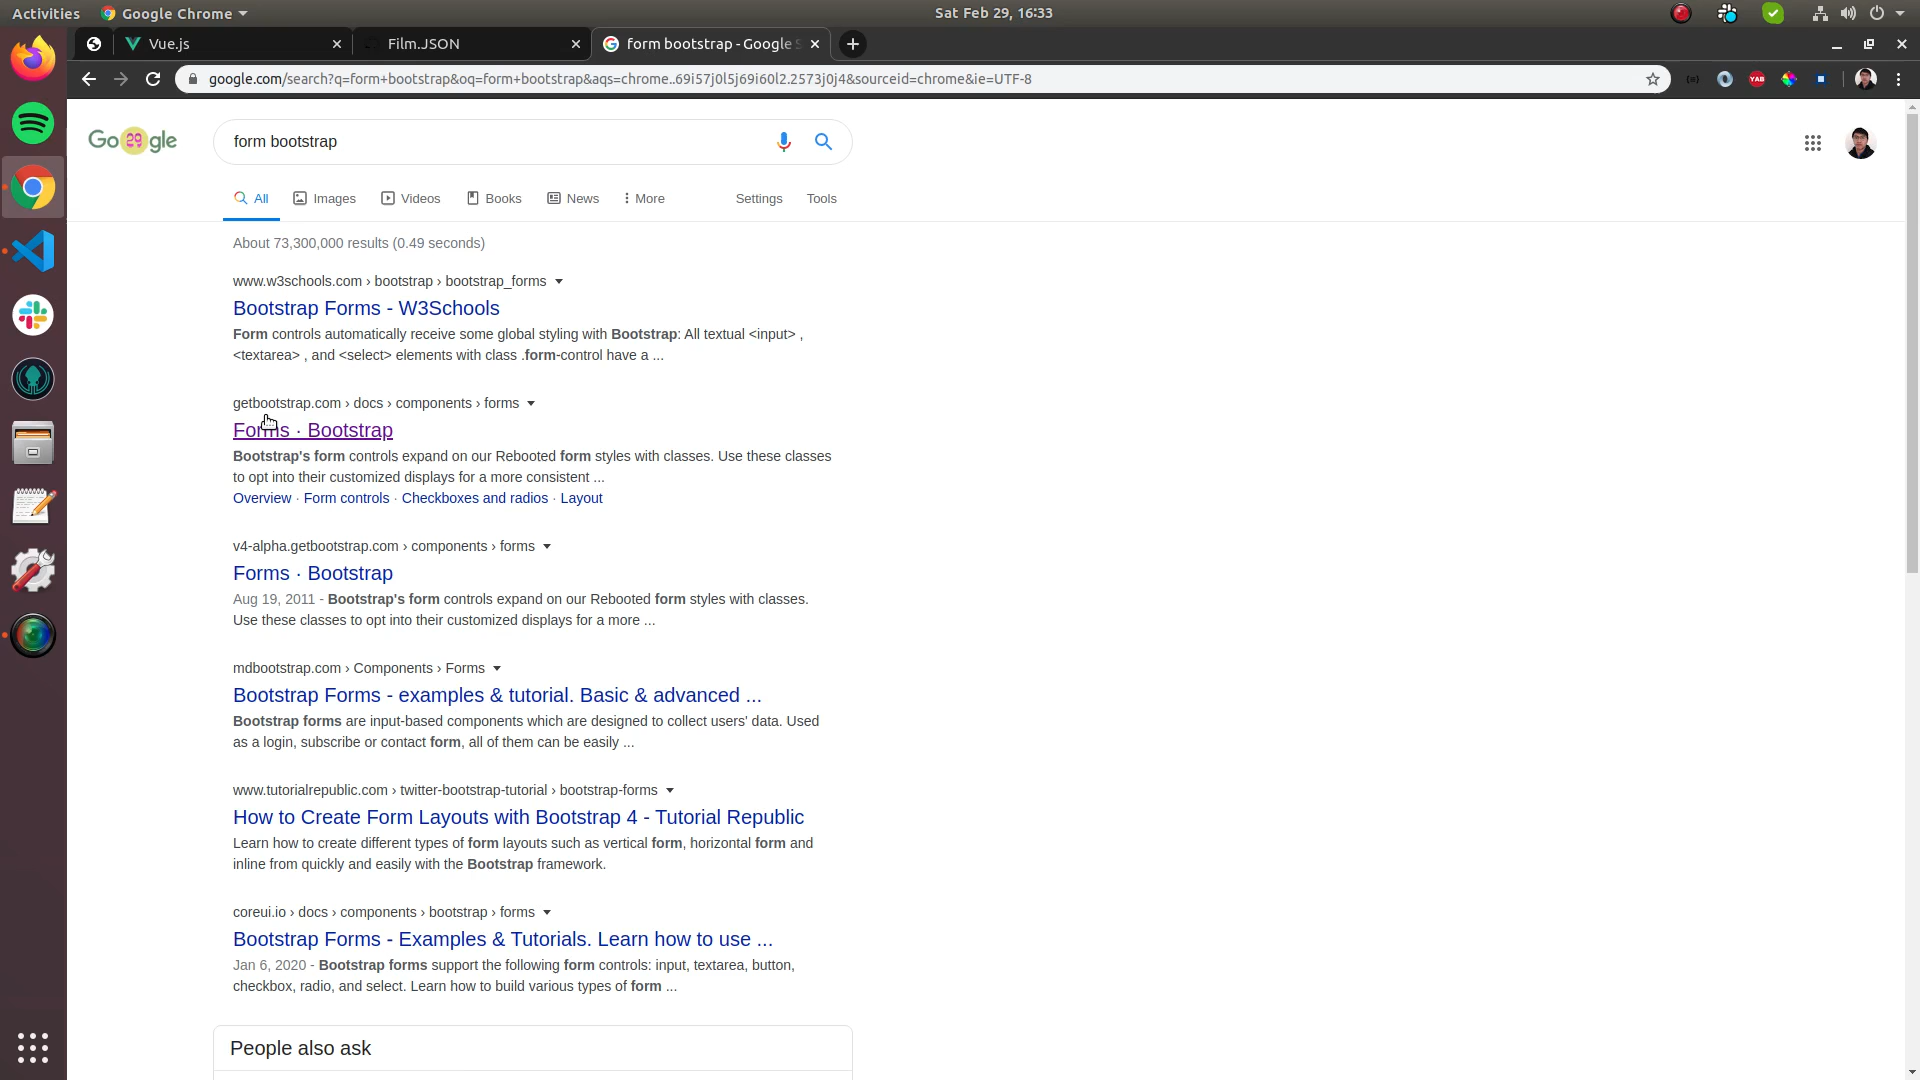 Activities
Google Chrome
Sat Feb 29, 16:33
Vue.js
Film.JSON
form bootstrap - Google
google.com/search?q=form+bootstrap&oq=form+bootstrap&aqs=chrome..69i57j0l5j69i60l2.2573j0j4&sourceid=chrome&ie=UTF-8
YAB
Go29gle
form bootstrap
All
Images
Videos
Books
News
More
Settings
Tools
About 73,300,000 results (0.49 seconds)
www.w3schools.com › bootstrap › bootstrap_forms
Bootstrap Forms - W3Schools
Form controls automatically receive some global styling with Bootstrap: All textual <input> ,
<textarea> , and <select> elements with class .form-control have a ...
getbootstrap.com › docs › components › forms
Forms · Bootstrap
Bootstrap's form controls expand on our Rebooted form styles with classes. Use these classes
to opt into their customized displays for a more consistent ...
Overview · Form controls · Checkboxes and radios · Layout
v4-alpha.getbootstrap.com › components › forms
Forms · Bootstrap
Aug 19, 2011 - Bootstrap's form controls expand on our Rebooted form styles with classes.
Use these classes to opt into their customized displays for a more ...
mdbootstrap.com › Components › Forms
Bootstrap Forms - examples & tutorial. Basic & advanced ...
Bootstrap forms are input-based components which are designed to collect users' data. Used
as a login, subscribe or contact form, all of them can be easily ...
www.tutorialrepublic.com › twitter-bootstrap-tutorial › bootstrap-forms
How to Create Form Layouts with Bootstrap 4 - Tutorial Republic
Learn how to create different types of form layouts such as vertical form, horizontal form and
inline from quickly and easily with the Bootstrap framework.
coreui.io › docs › components › bootstrap › forms
Bootstrap Forms - Examples & Tutorials. Learn how to use ...
Jan 6, 2020 - Bootstrap forms support the following form controls: input, textarea, button,
checkbox, radio, and select. Learn how to build various types of form ...
People also ask